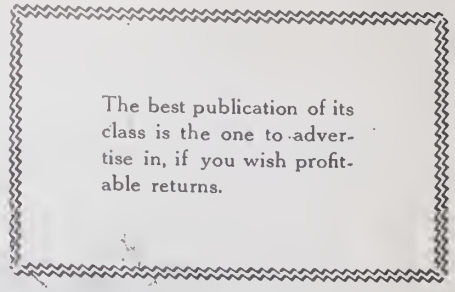 The best publication of its
class is the one to adver-
tise in, if you wish profit-
able returns.